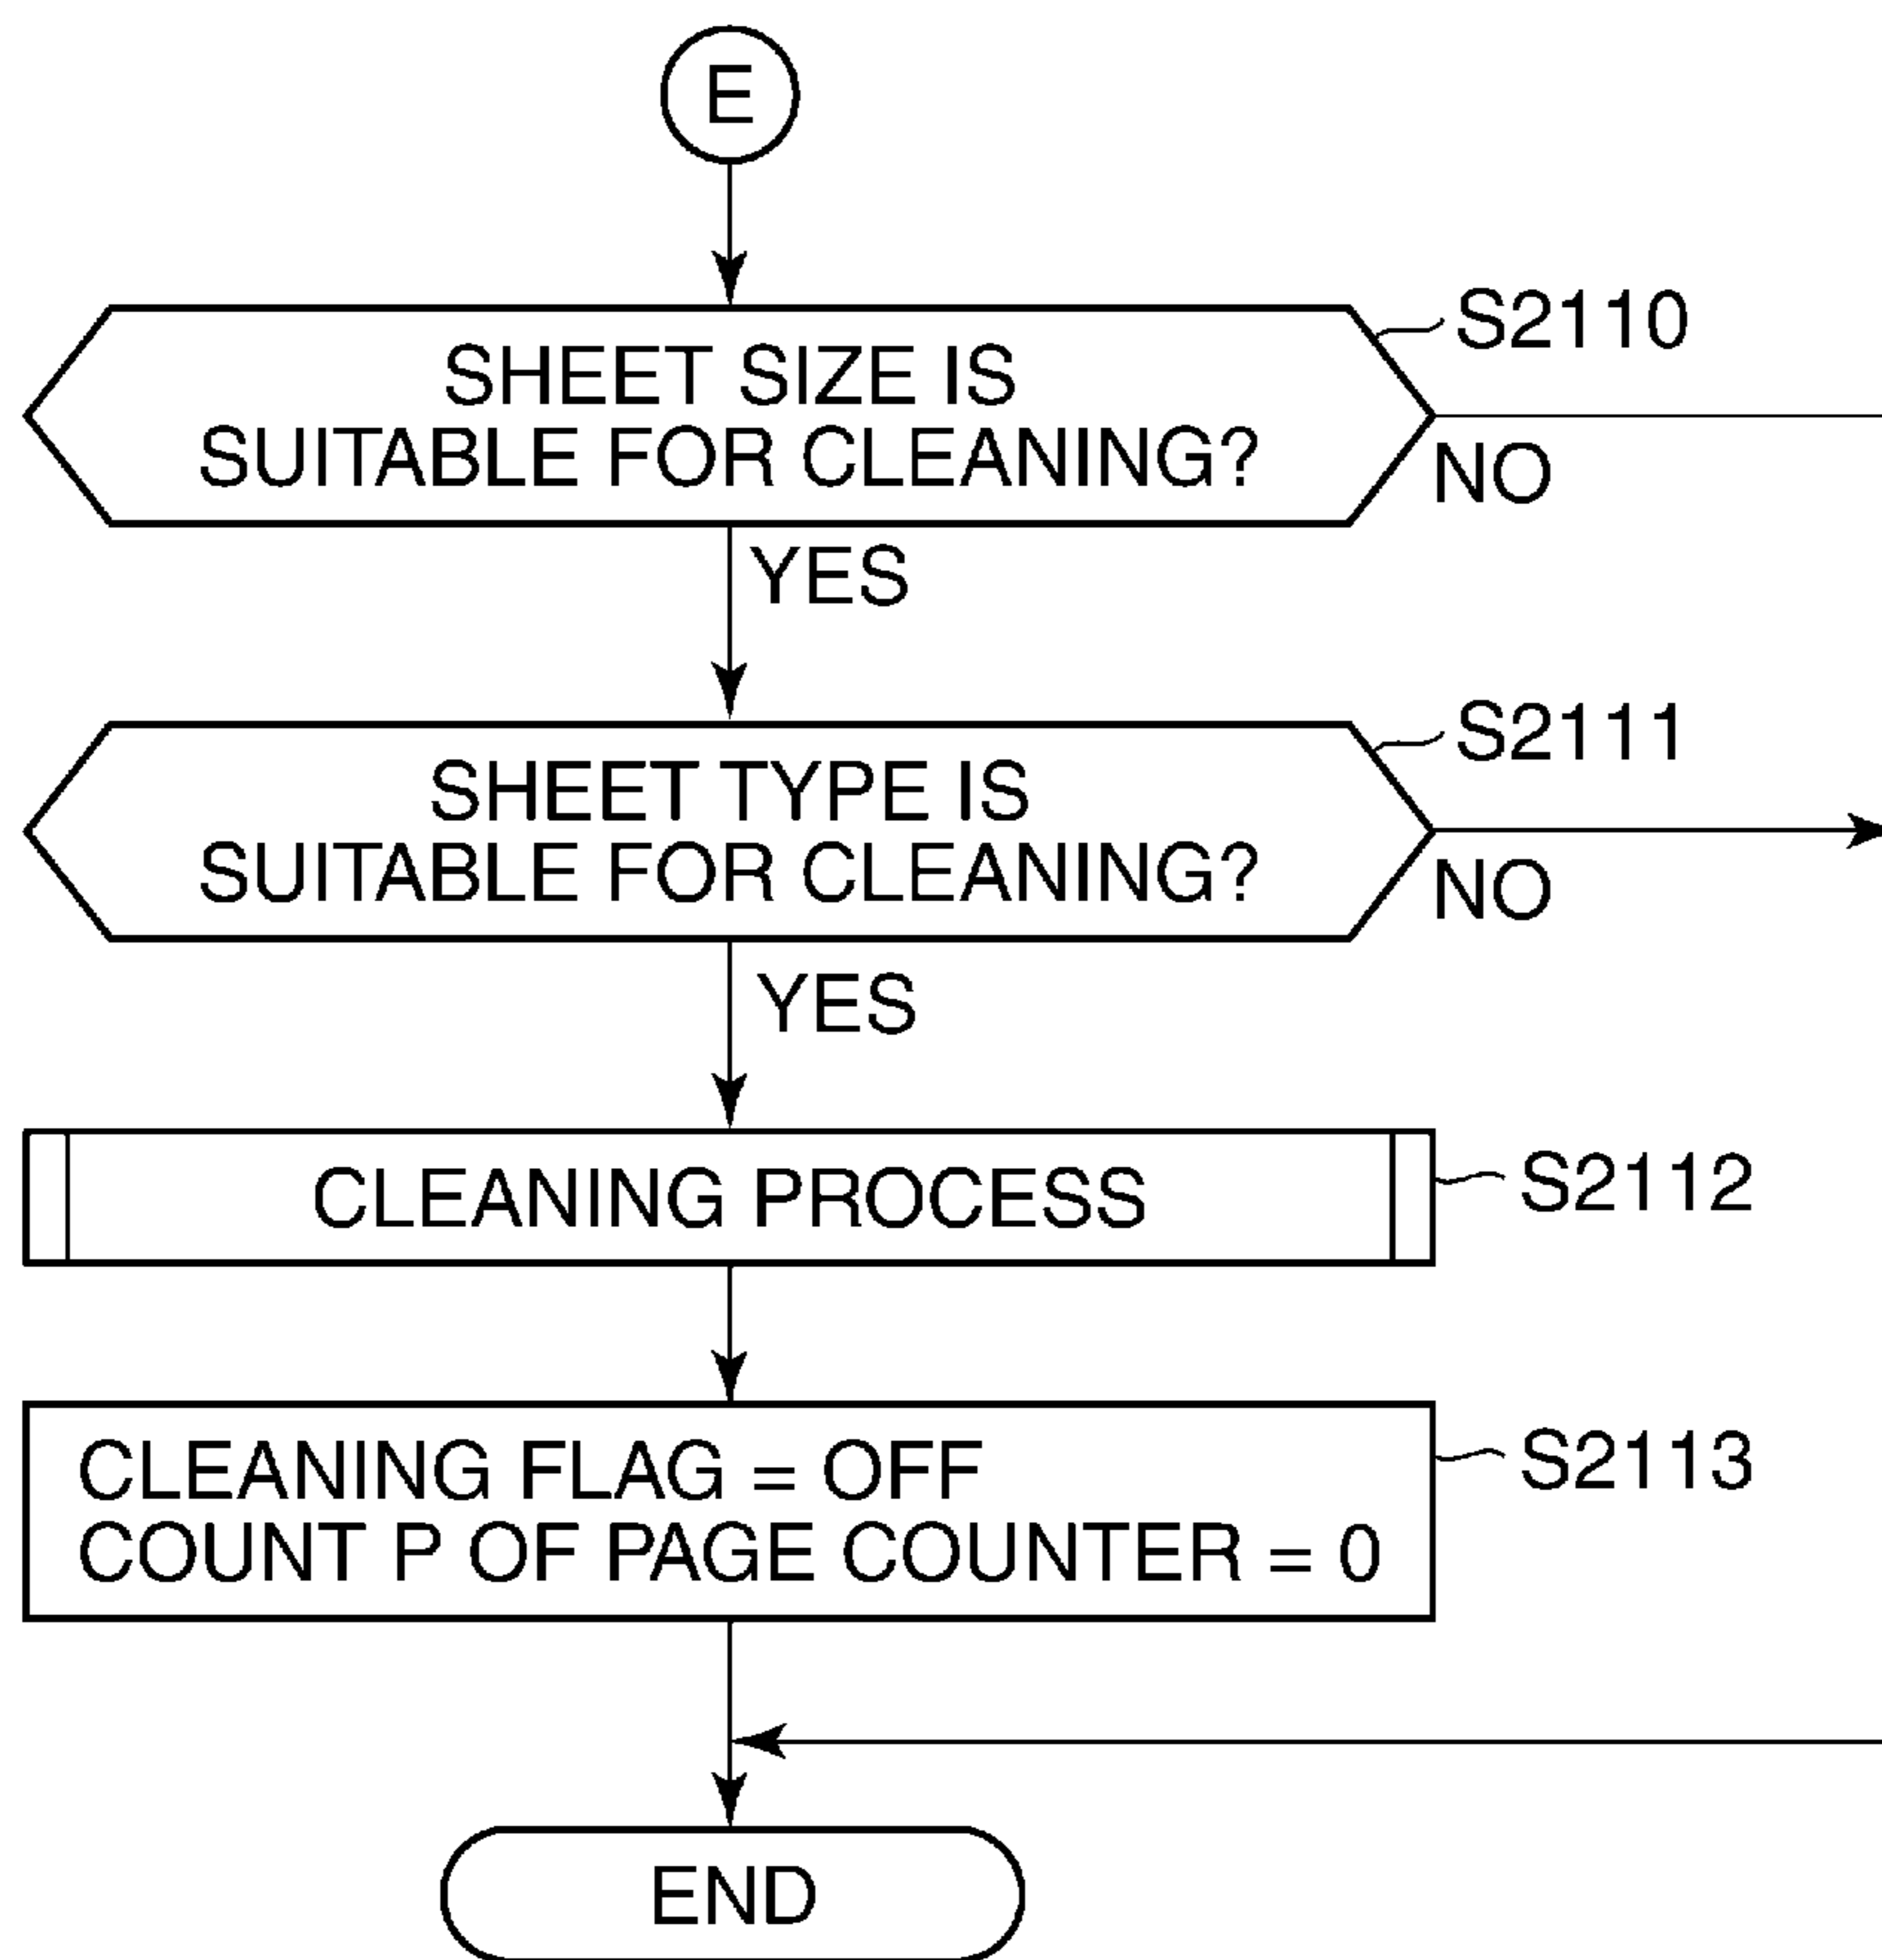 E
SHEET SIZE IS
SUITABLE FOR CLEANING?
S2110
NO
YES
SHEET TYPE IS
SUITABLE FOR CLEANING?
S2111
NO
YES
CLEANING PROCESS
S2112
CLEANING FLAG = OFF
COUNT P OF PAGE COUNTER = 0
S2113
END